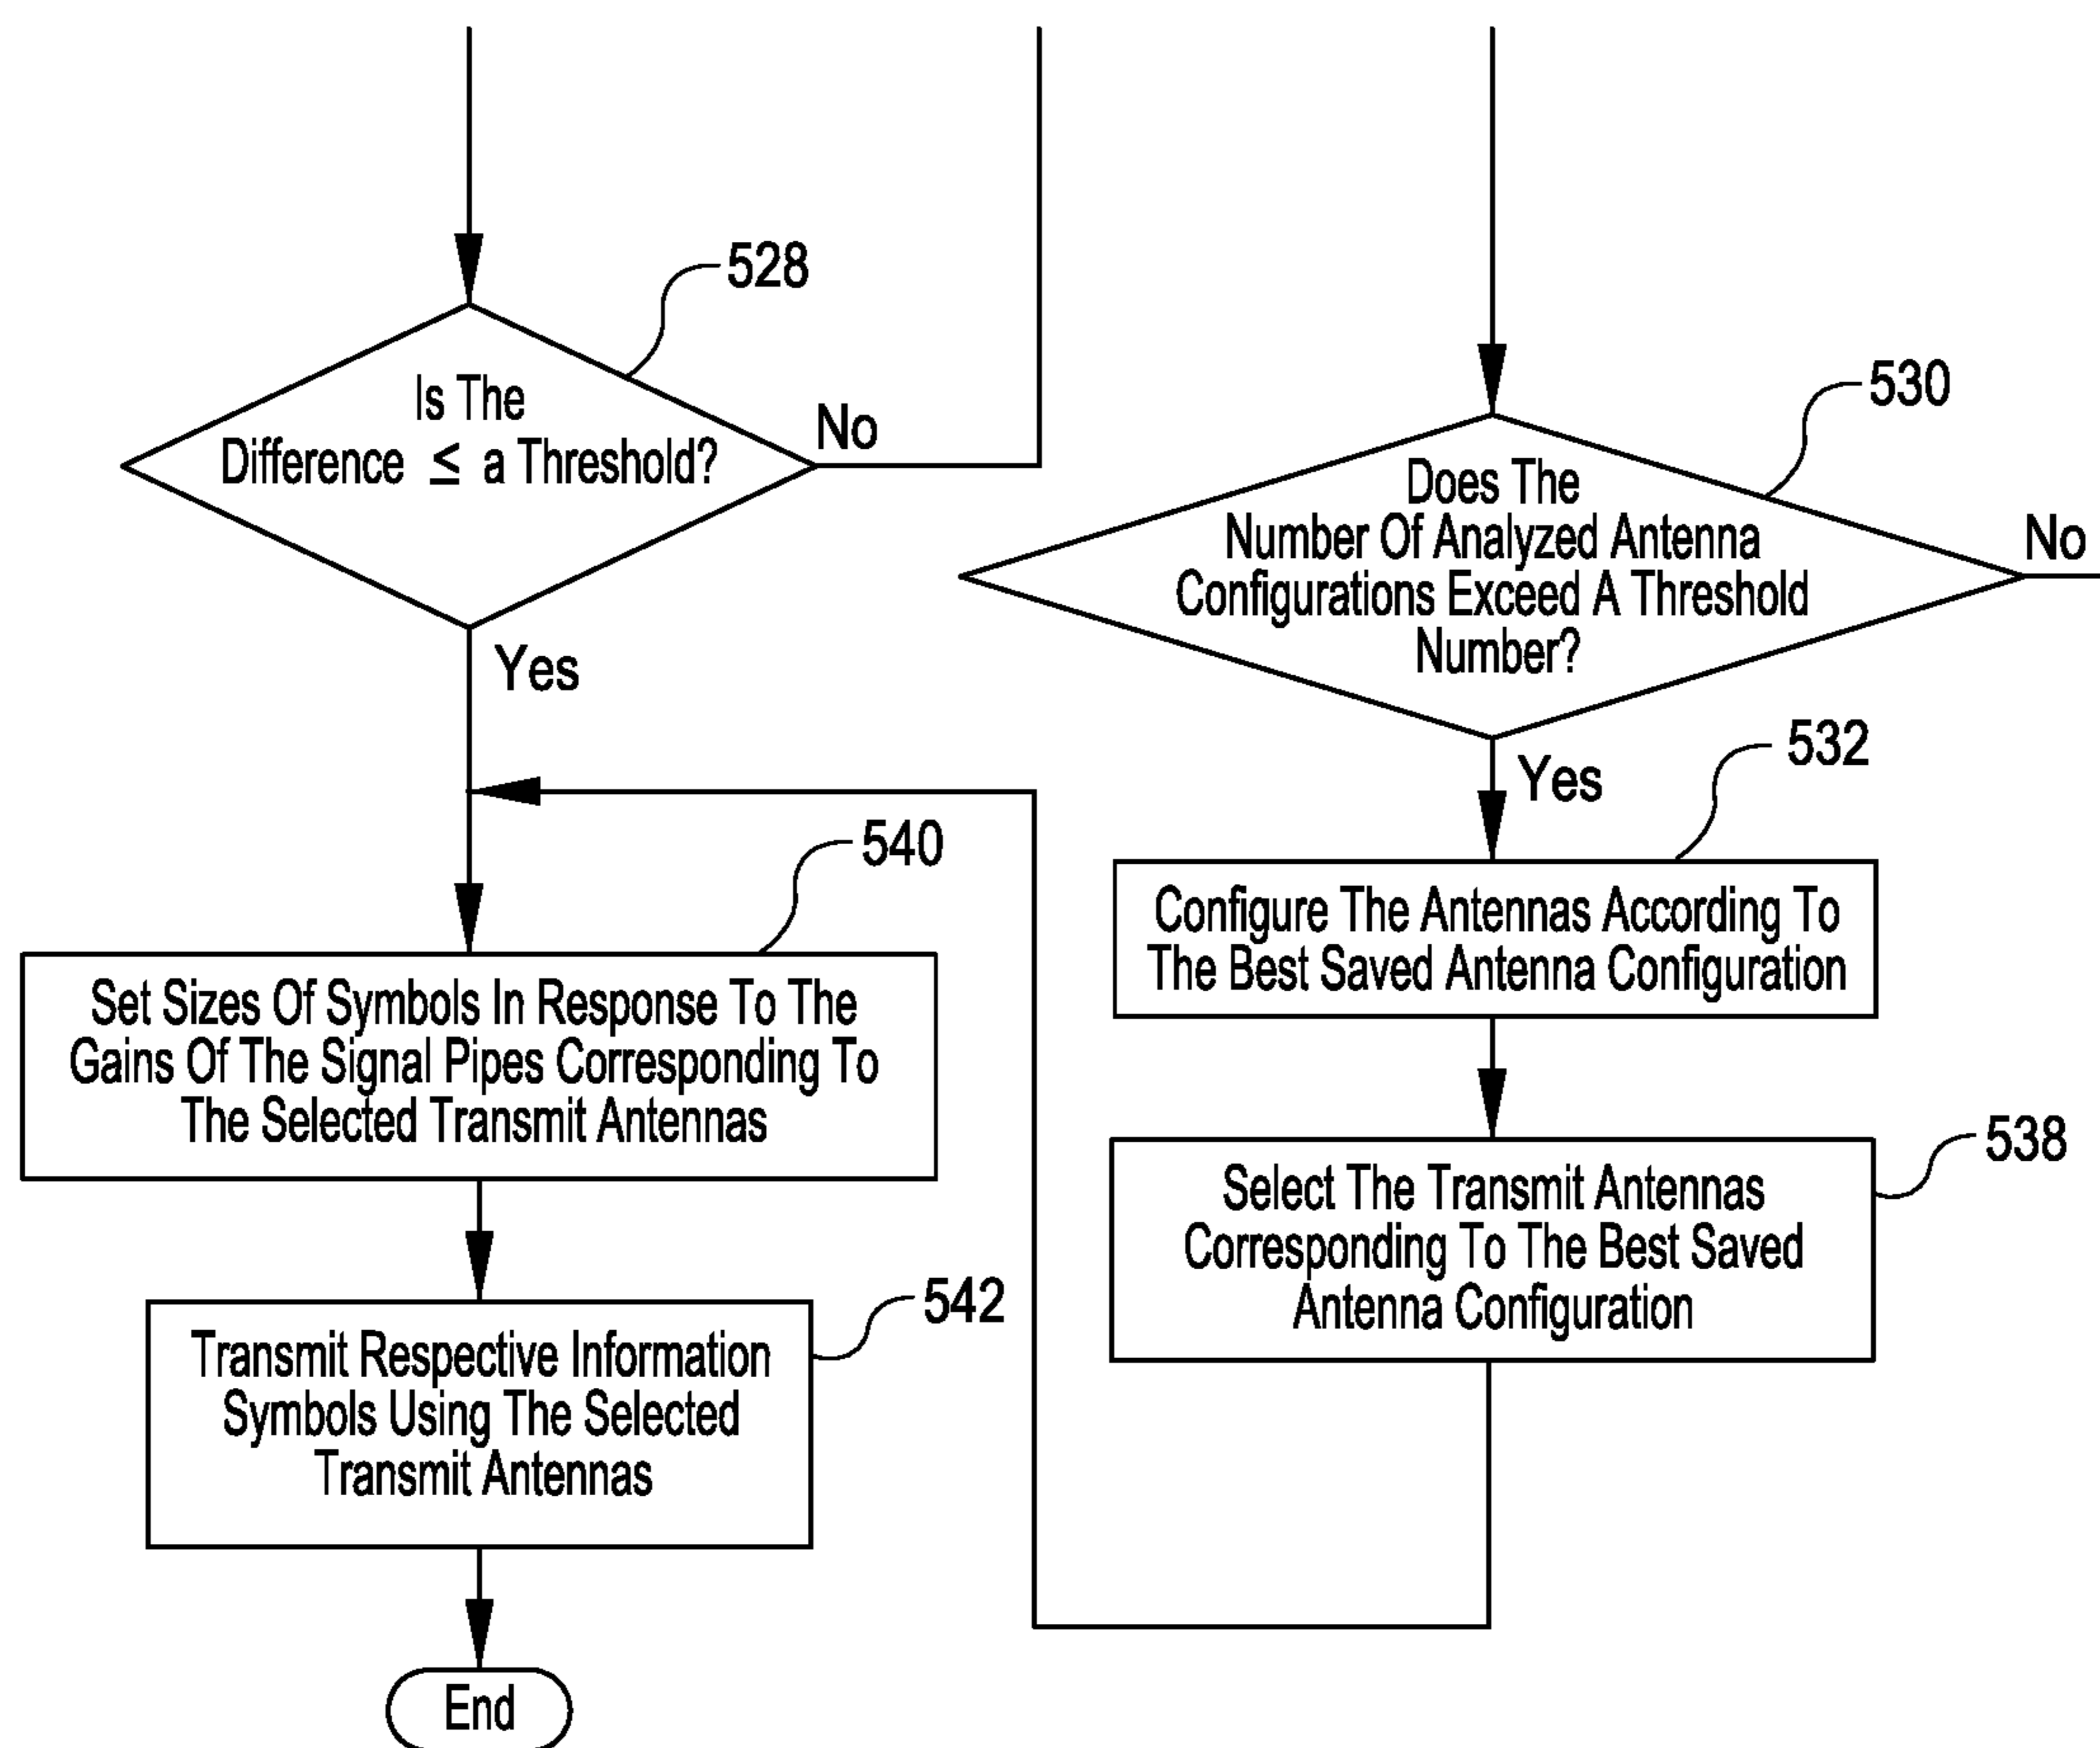 528
Is The
Difference ≤ a Threshold?
No
Yes
530
Does The
Number Of Analyzed Antenna
Configurations Exceed A Threshold
Number?
No
Yes
532
Configure The Antennas According To
The Best Saved Antenna Configuration
538
Select The Transmit Antennas
Corresponding To The Best Saved
Antenna Configuration
540
Set Sizes Of Symbols In Response To The
Gains Of The Signal Pipes Corresponding To
The Selected Transmit Antennas
542
Transmit Respective Information
Symbols Using The Selected
Transmit Antennas
End